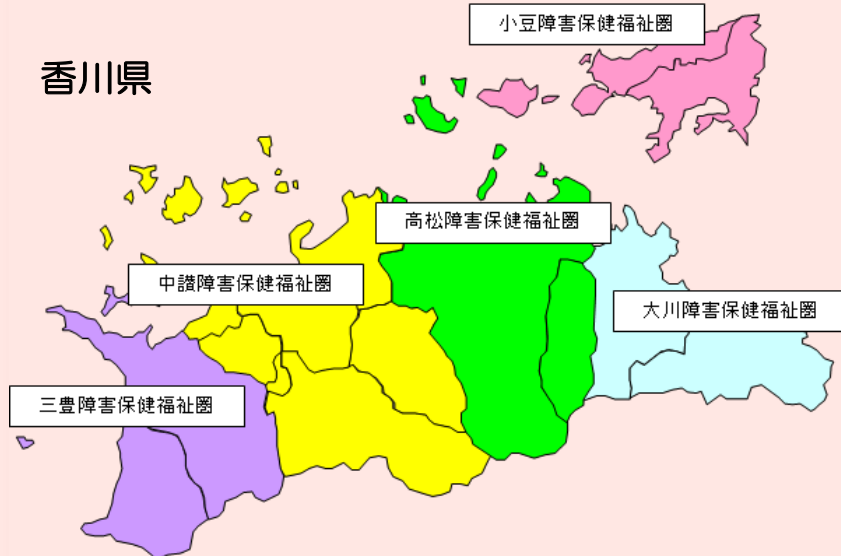 小豆障害保健福祉圏
香川県
高松障害保健福祉圏
中讃障害保健福祉圏
大川障害保健福祉圏
三豊障害保健福祉圏